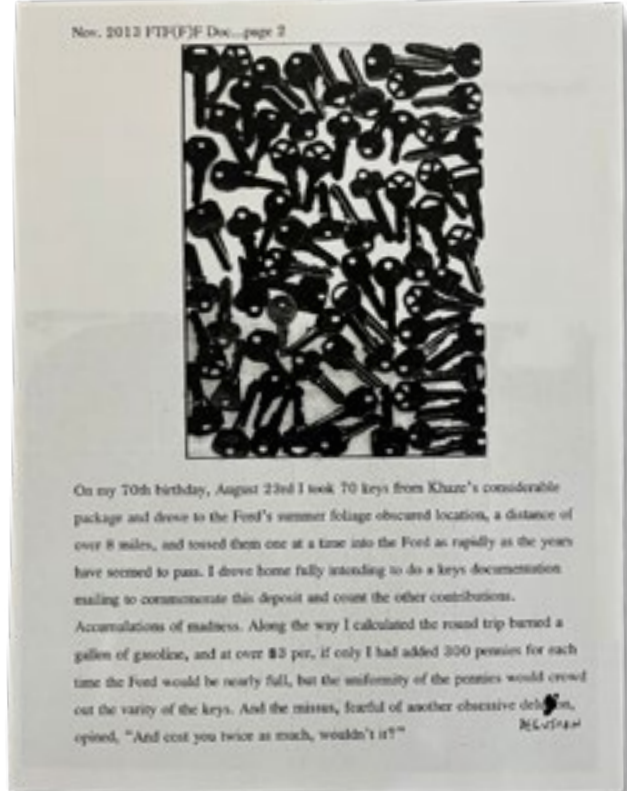 Nov. 2013 FTF(F)F Doc...page 2
On my 70th birthday, August 23rd I took 70 keys from Khaze's considerable
package and drove to the Ford's summer foliage obscured location, a distance of
over 8 miles, and tossed them one at a time into the Ford as rapidly as the years
have seemed to pass. I drove home fully intending to do a keys documentation
mailing to commemorate this deposit and count the other contributions.
Accumulations of madness. Along the way I calculated the round trip burned a
gallon of gasoline, and at over $3 per, if only I had added 300 pennies for each
time the Ford would be nearly full, but the uniformity of the pennies would crowd
out the varity of the keys. And the missus, fearful of another obsessive
opined, "And cost you twice as much, wouldn't it?"